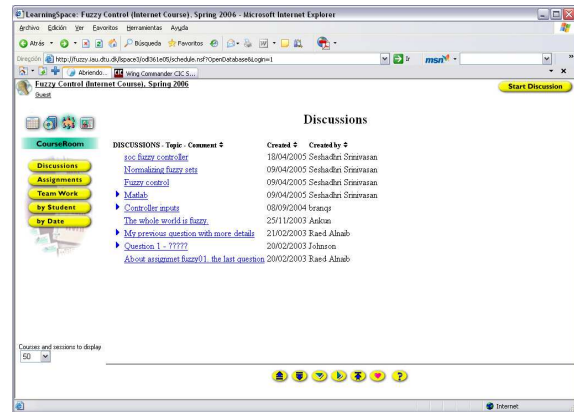 LearningSpace: Fuzzy Control (Internet Course), Spring 2006 - Microsoft Internet Explorer
Archivo Edición Ver Favoritos Herramientas Ayuda
Atrás Búsqueda Favoritos
Dirección http://fuzzy.iau.dtu.dk/lspace3/odl361e05/schedule.nsf?OpenDatabase&Login=1 Ir msn
Abriendo... CIC Wing Commander CIC S...
Fuzzy Control (Internet Course), Spring 2006
Guest
Start Discussion
Discussions
CourseRoom
Discussions
Assignments
Team Work
by Student
by Date
DISCUSSIONS - Topic - Comment Created Created by
soc fuzzy controller 18/04/2005 Seshadhri Srinivasan
Normalizing fuzzy sets 09/04/2005 Seshadhri Srinivasan
Fuzzy control 09/04/2005 Seshadhri Srinivasan
Matlab 09/04/2005 Seshadhri Srinivasan
Controller inputs 08/09/2004 branqs
The whole world is fuzzy. 25/11/2003 Ankun
My previous question with more details 21/02/2003 Raed Alnaib
Question 1 - ????? 20/02/2003 Johnson
About assignmet fuzzy01. the last question 20/02/2003 Raed Alnaib
Courses and sessions to display
50
Internet